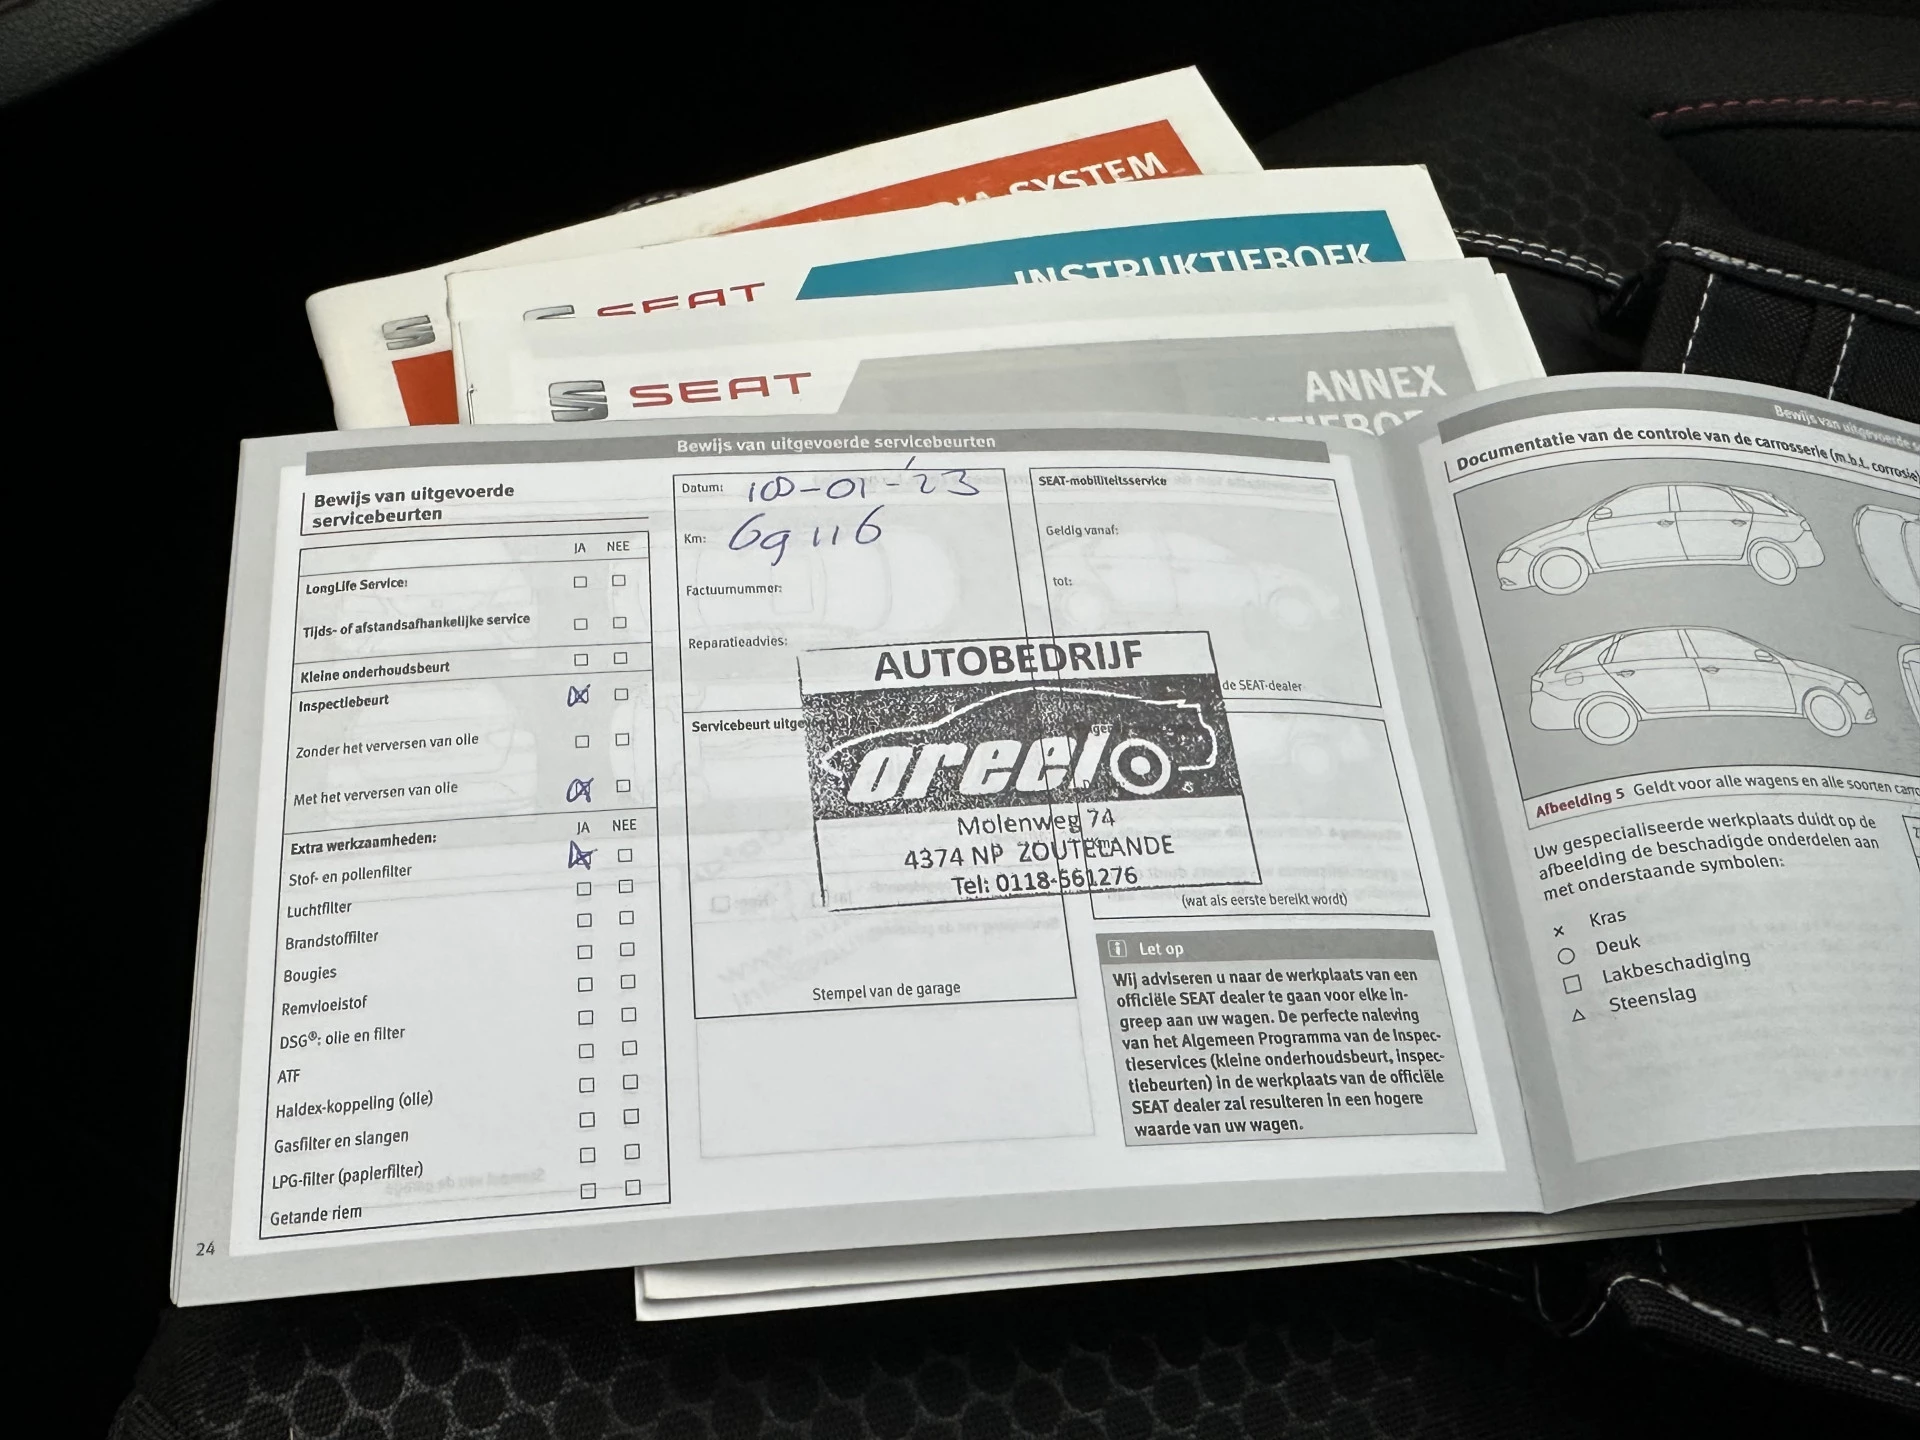 SYSTEM
SEAT
INSTRUKTIEBOEK
SEAT
ANNEX
Bewijs van uitgevoerde servicebeurten
Bewijs van uitgevoerde
servicebeurten
JA NEE
LongLife Service:
Tijds- of afstandsafhankelijke service
Kleine onderhoudsbeurt
Inspectiebeurt
Zonder het verversen van olie
Met het verversen van olie
Extra werkzaamheden: JA NEE
Stof- en pollenfilter
Luchtfilter
Brandstoffilter
Bougies
Remvloeistof
DSG®: olie en filter
ATF
Haldex-koppeling (olie)
Gasfilter en slangen
LPG-filter (papierfilter)
Getande riem
24
Datum: -01-'23
Km: 69116
Factuurnummer:
Reparatieadvies:
Servicebeurt
Stempel van de garage
AUTOBEDRIJF
oreel
Molenweg 74
4374 NP ZOUTELANDE
Tel: 0118-561276
SEAT-mobiliteitsservice
Geldig vanaf:
tot:
de SEAT-dealer
(wat als eerste bereikt wordt)
i Let op
Wij adviseren u naar de werkplaats van een
officiële SEAT dealer te gaan voor elke in-
greep aan uw wagen. De perfecte naleving
van het Algemeen Programma van de Inspec-
tieservices (kleine onderhoudsbeurt, inspec-
tiebeurten) in de werkplaats van de officiële
SEAT dealer zal resulteren in een hogere
waarde van uw wagen.
Bewijs van uitgevoerde
Documentatie van de controle van de carrosserie (m.b.t. corrosie)
Afbeelding 5 Geldt voor alle wagens en alle soorten
Uw gespecialiseerde werkplaats duidt op de
afbeelding de beschadigde onderdelen aan
met onderstaande symbolen:
× Kras
○ Deuk
□ Lakbeschadiging
△ Steenslag